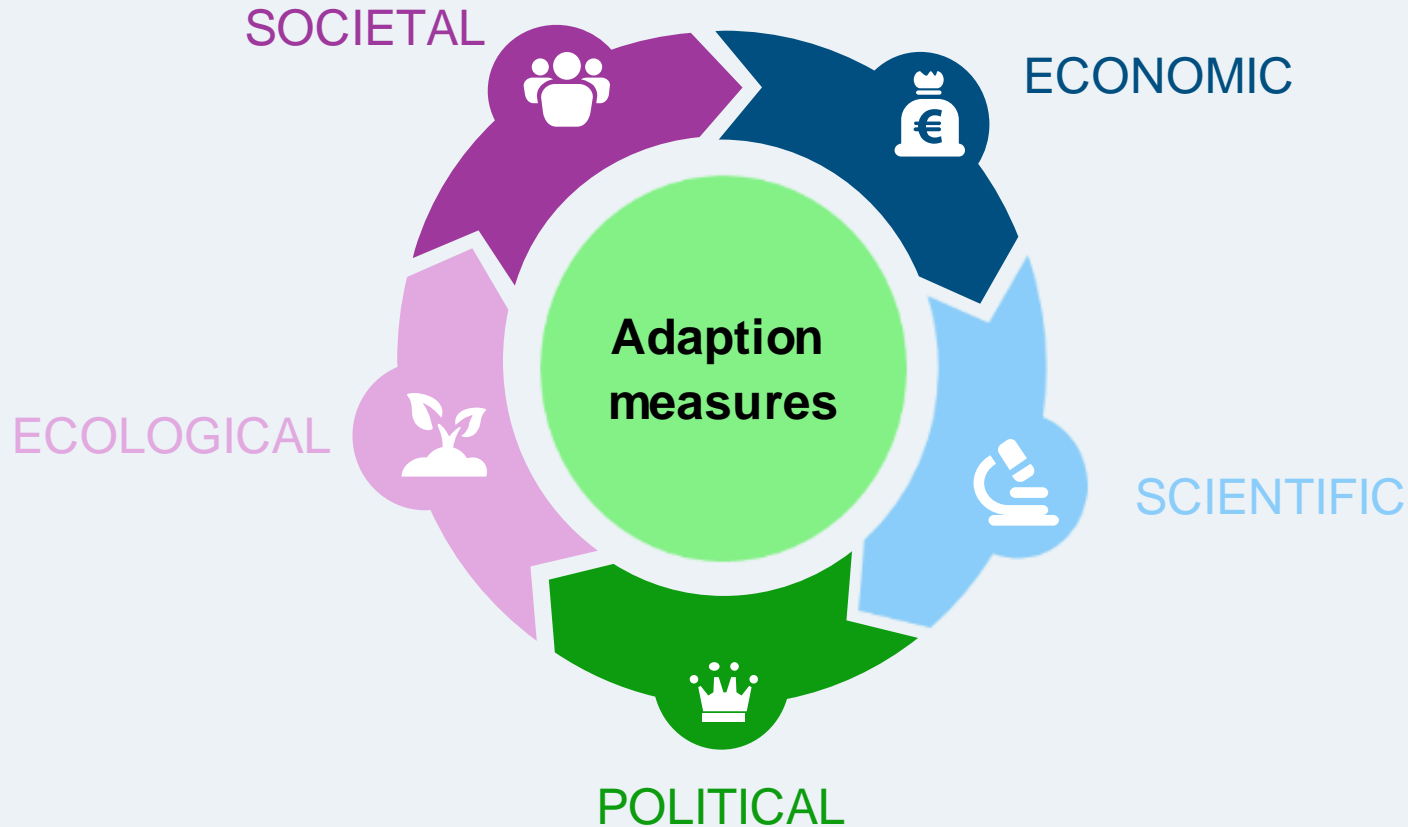 SOCIETAL
ECONOMIC
€
Adaption
measures
ECOLOGICAL
SCIENTIFIC
POLITICAL